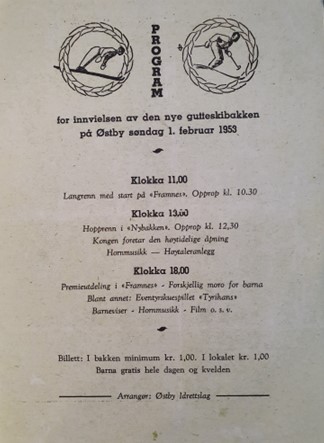 PROGRAM
for innvielsen av den nye gutteskibakken
på Østby søndag 1. februar 1953
Klokka 11,00
Langrenn med start på «Framnes». Opprop kl. 10.30
Klokka 13,00
Hopprenn i «Nybakken». Opprop kl. 12,30
Kongen foretar den høytidelige åpning
Hornmusikk — Høytaleranlegg
Klokka 18,00
Premieutdeling i «Framnes» - Forskjellig moro for barna
Blant annet: Eventyrskuespillet «Tyrihans»
Barneviser - Hornmusikk - Film o. s. v.
Billett: I bakken minimum kr. 1,00. I lokalet kr. 1,00
Barna gratis hele dagen og kvelden
Arrangør: Østby Idrettslag